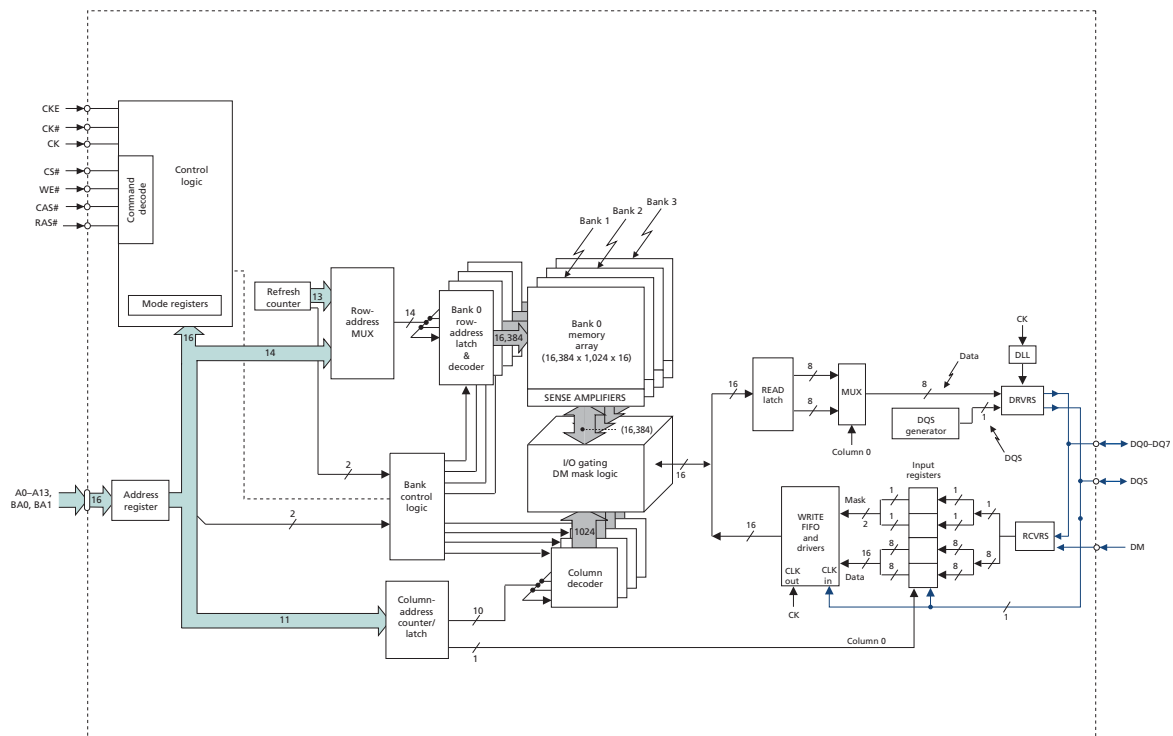 CKE
CK#
CK
CS#
WE#
CAS#
RAS#
Command
decode
Control
logic
Mode registers
16
Refresh
counter
13
Row-
address
MUX
14
14
Bank 0
row-
address
latch
&
decoder
16,384
Bank 1
Bank 2
Bank 3
Bank 0
memory
array
(16,384 x 1,024 x 16)
SENSE AMPLIFIERS
(16,384)
I/O gating
DM mask logic
16
2
Bank
control
logic
2
A0–A13,
BA0, BA1
16
Address
register
1024
Column
decoder
11
Column-
address
counter/
latch
10
1
Column 0
16
READ
latch
8
8
MUX
Column 0
8
Data
DQS
generator
1
DQS
CK
DLL
DRVRS
DQ0–DQ7
DQS
DM
RCVRS
Input
registers
1
1
8
8
1
1
8
8
1
8
Mask
2
16
Data
WRITE
FIFO
and
drivers
CLK
out
CLK
in
CK
16
1